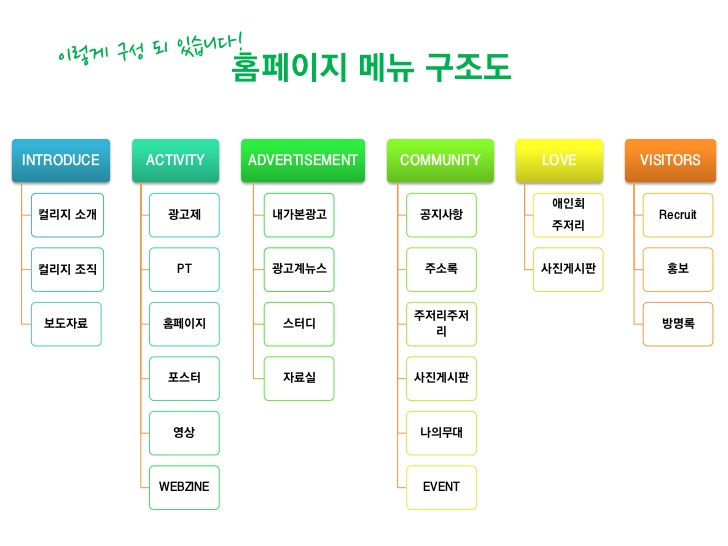 이렇게 구성 되 있습니다!
홈페이지 메뉴 구조도
INTRODUCE
컬리지 소개
컬리지 조직
보도자료
ACTIVITY
광고제
PT
홈페이지
포스터
영상
WEBZINE
ADVERTISEMENT
내가본광고
광고계뉴스
스터디
자료실
COMMUNITY
공지사항
주소록
주저리주저
리
사진게시판
나의무대
EVENT
LOVE
애인회
주저리
사진게시판
VISITORS
Recruit
홍보
방명록